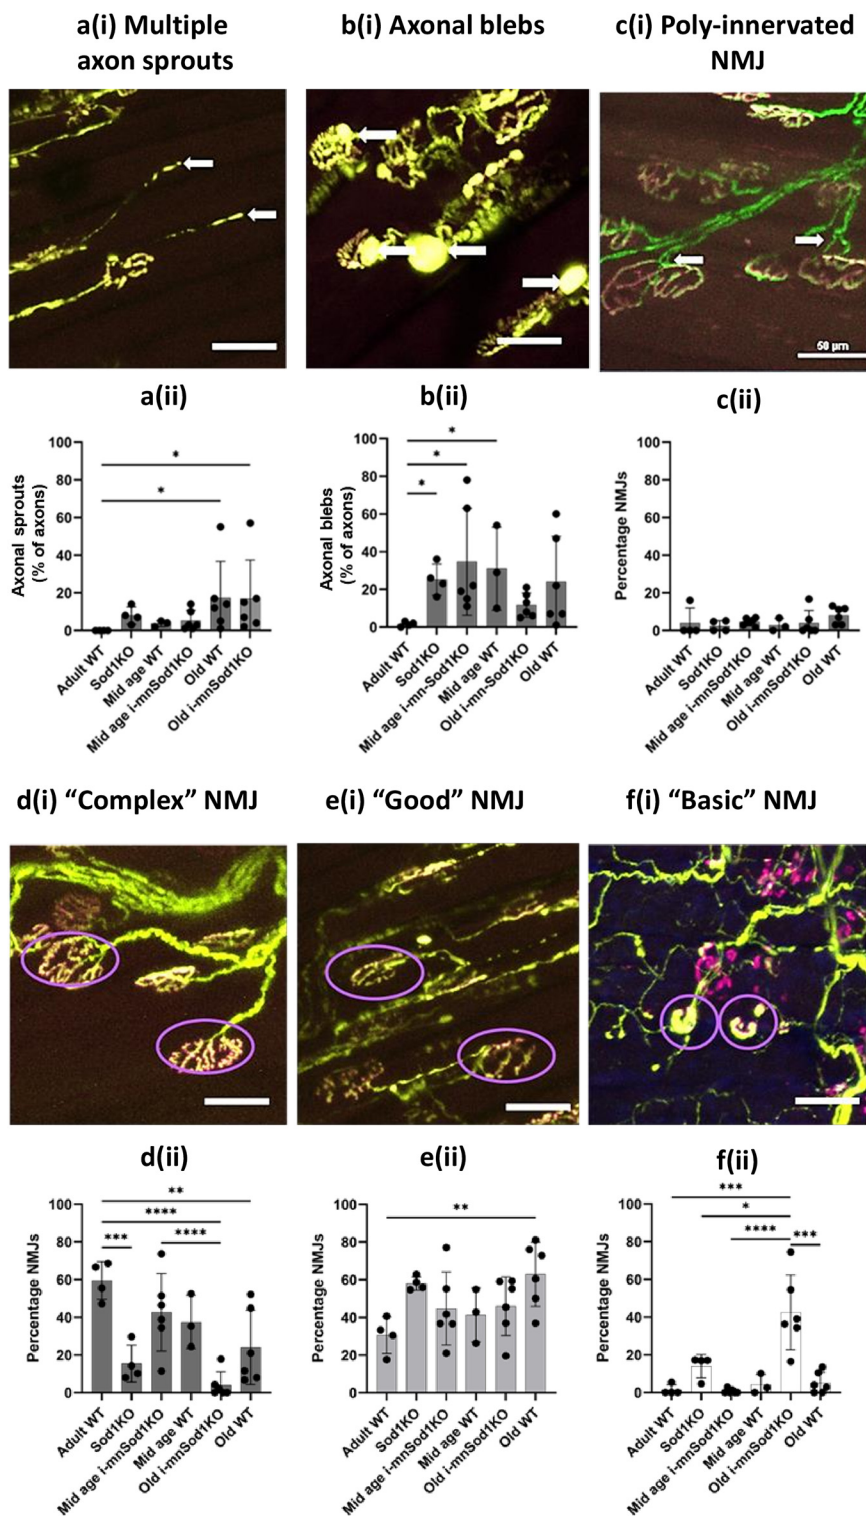 a(i) Multiple
axon sprouts
b(i) Axonal blebs
c(i) Poly-innervated
NMJ
50 µm
a(ii)
b(ii)
c(ii)
Axonal sprouts
(% of axons)
100
80
60
40
20
0
*
*
Adult WT
Sod1KO
Mid age WT
Mid age i-mnSod1KO
Old WT
Old i-mnSod1KO
Axonal blebs
(% of axons)
100
80
60
40
20
0
*
*
*
Adult WT
Sod1KO
Mid age i-mn-Sod1KO
Mid age WT
Old i-mn-Sod1KO
Old WT
Percentage NMJs
100
80
60
40
20
0
Adult WT
Sod1KO
Mid age i-mnSod1KO
Mid age WT
Old i-mnSod1KO
Old WT
d(i) “Complex” NMJ
e(i) “Good” NMJ
f(i) “Basic” NMJ
d(ii)
e(ii)
f(ii)
Percentage NMJs
100
80
60
40
20
0
**
****
***
****
Adult WT
Sod1KO
Mid age i-mnSod1KO
Mid age WT
Old i-mnSod1KO
Old WT
Percentage NMJs
100
80
60
40
20
0
**
Adult WT
Sod1KO
Mid age i-mnSod1KO
Mid age WT
Old i-mnSod1KO
Old WT
Percentage NMJs
100
80
60
40
20
0
***
*
****
***
Adult WT
Sod1KO
Mid age i-mnSod1KO
Mid age WT
Old i-mnSod1KO
Old WT